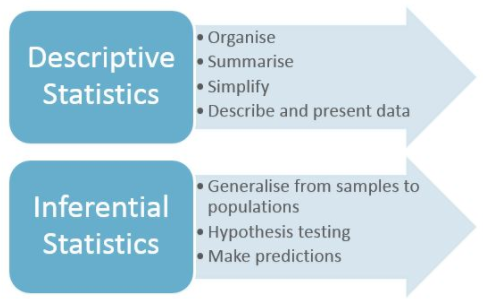 Descriptive
Statistics
• Organise
• Summarise
• Simplify
• Describe and present data
Inferential
Statistics
• Generalise from samples to
populations
• Hypothesis testing
• Make predictions